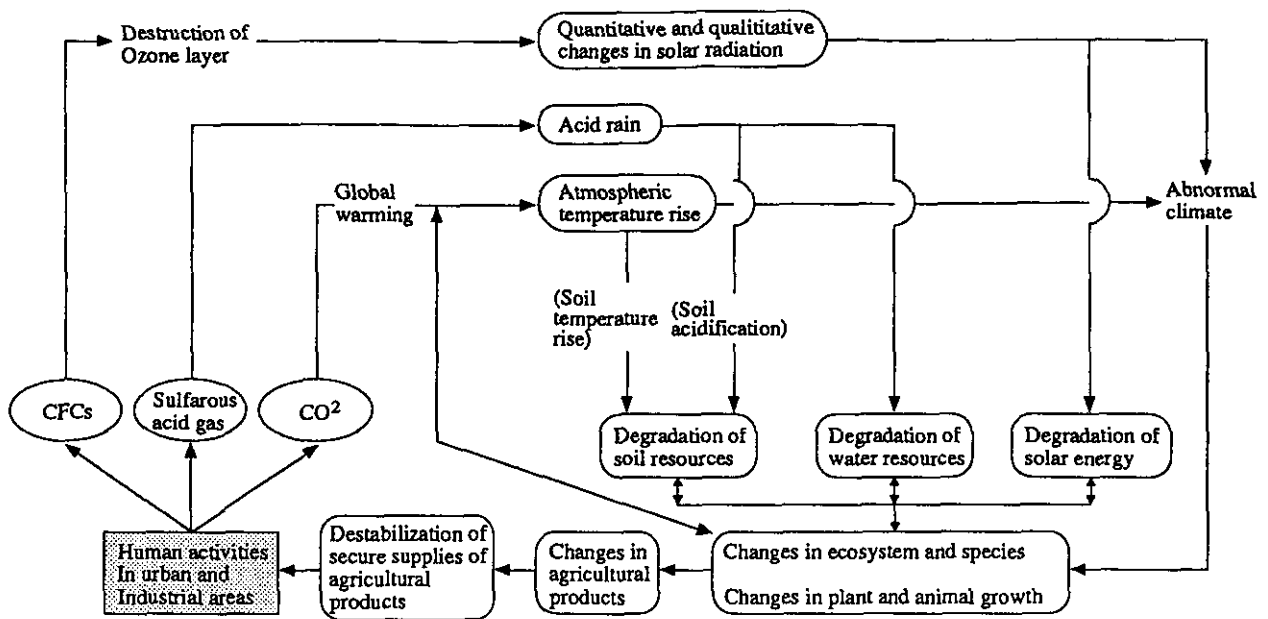 Destruction of
Ozone layer
Quantitative and qualititative
changes in solar radiation
Acid rain
Global
warming
Atmospheric
temperature rise
Abnormal
climate
(Soil
temperature
rise)
(Soil
acidification)
CFCs
Sulfarous
acid gas
CO²
Degradation of
soil resources
Degradation of
water resources
Degradation of
solar energy
Human activities
In urban and
Industrial areas
Destabilization of
secure supplies of
agricultural
products
Changes in
agricultural
products
Changes in ecosystem and species
Changes in plant and animal growth